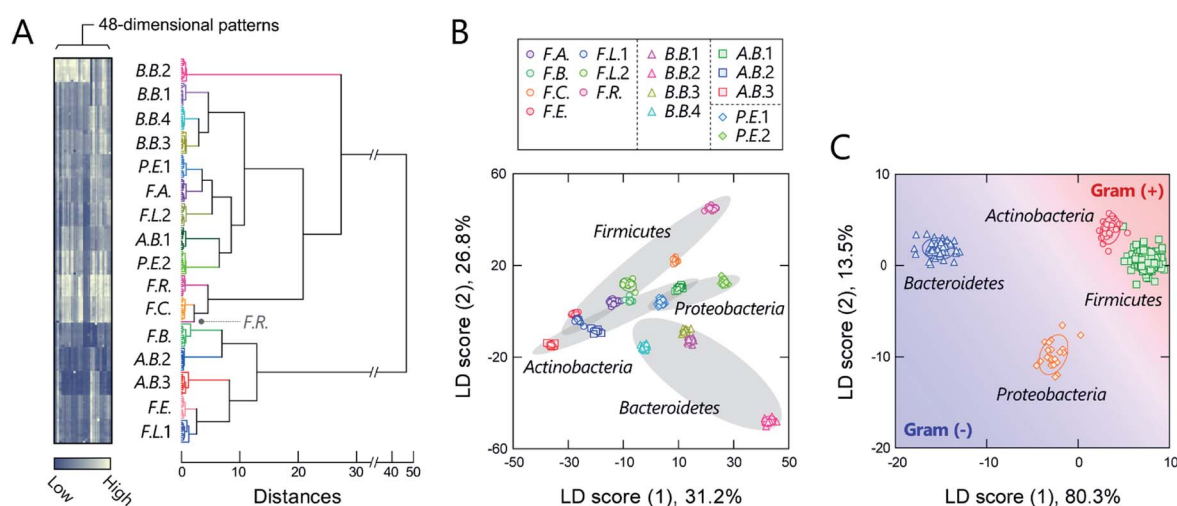 A
48-dimensional patterns
B.B.2
B.B.1
B.B.4
B.B.3
P.E.1
F.A.
F.L.2
A.B.1
P.E.2
F.R.
F.C.
F.R.
F.B.
A.B.2
A.B.3
F.E.
F.L.1
Low High
0 10 20 30 40 50
Distances
B
F.A. F.L.1 B.B.1 A.B.1
F.B. F.L.2 B.B.2 A.B.2
F.C. F.R. B.B.3 A.B.3
F.E. B.B.4 P.E.1
P.E.2
LD score (2), 26.8%
60
20
-20
-60
Firmicutes
Proteobacteria
Actinobacteria
Bacteroidetes
-50 -30 -10 10 30 50
LD score (1), 31.2%
C
LD score (2), 13.5%
10
0
-10
-20
Gram (+)
Actinobacteria
Bacteroidetes
Firmicutes
Proteobacteria
Gram (-)
-20 -10 0 10
LD score (1), 80.3%